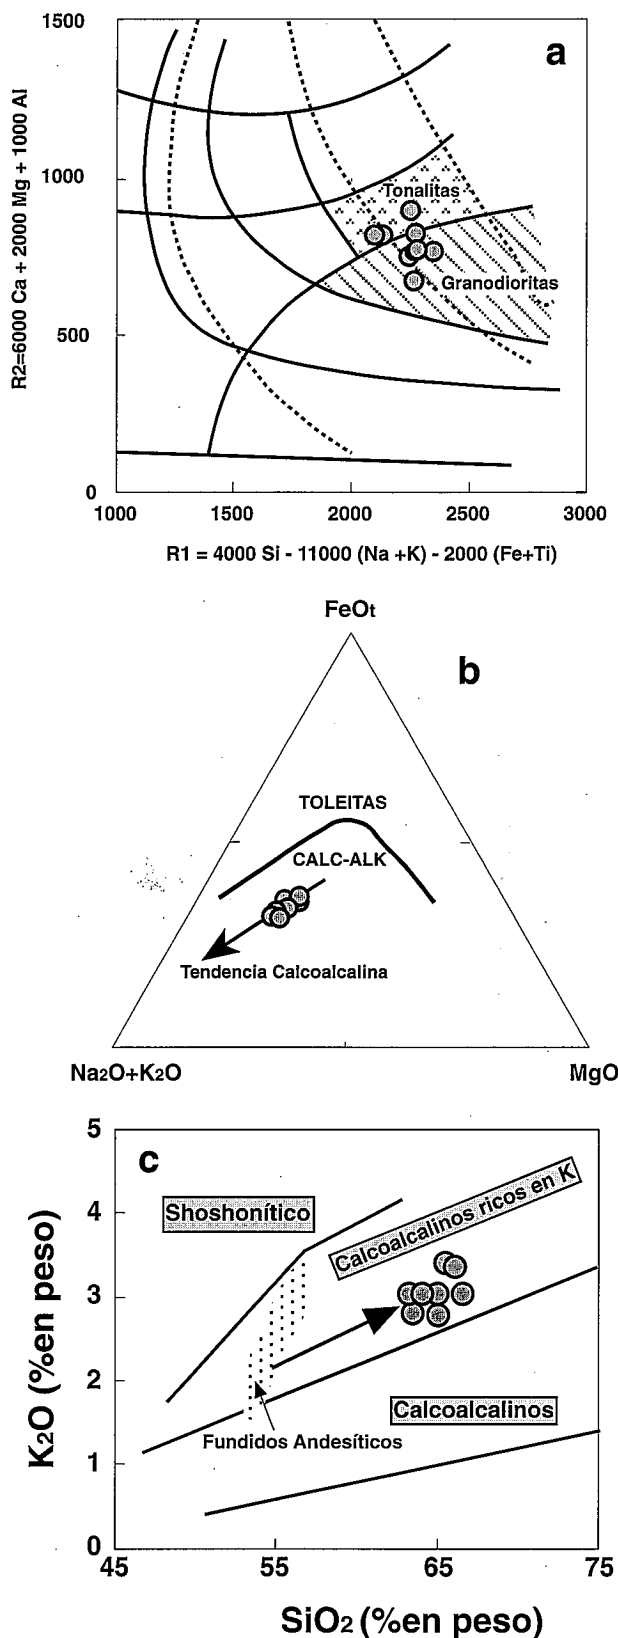 1500
a
R2=6000 Ca + 2000 Mg + 1000 Al
1000
Tonalitas
Granodioritas
500
0
1000 1500 2000 2500 3000
R1 = 4000 Si - 11000 (Na +K) - 2000 (Fe+Ti)
FeOt
b
TOLEITAS
CALC-ALK
Tendencia Calcoalcalina
Na2O+K2O MgO
5
c
Calcoalcalinos ricos en K
4
Shoshonítico
K2O (%en peso)
3
2
Calcoalcalinos
Fundidos Andesíticos
1
0
45 55 65 75
SiO2 (%en peso)